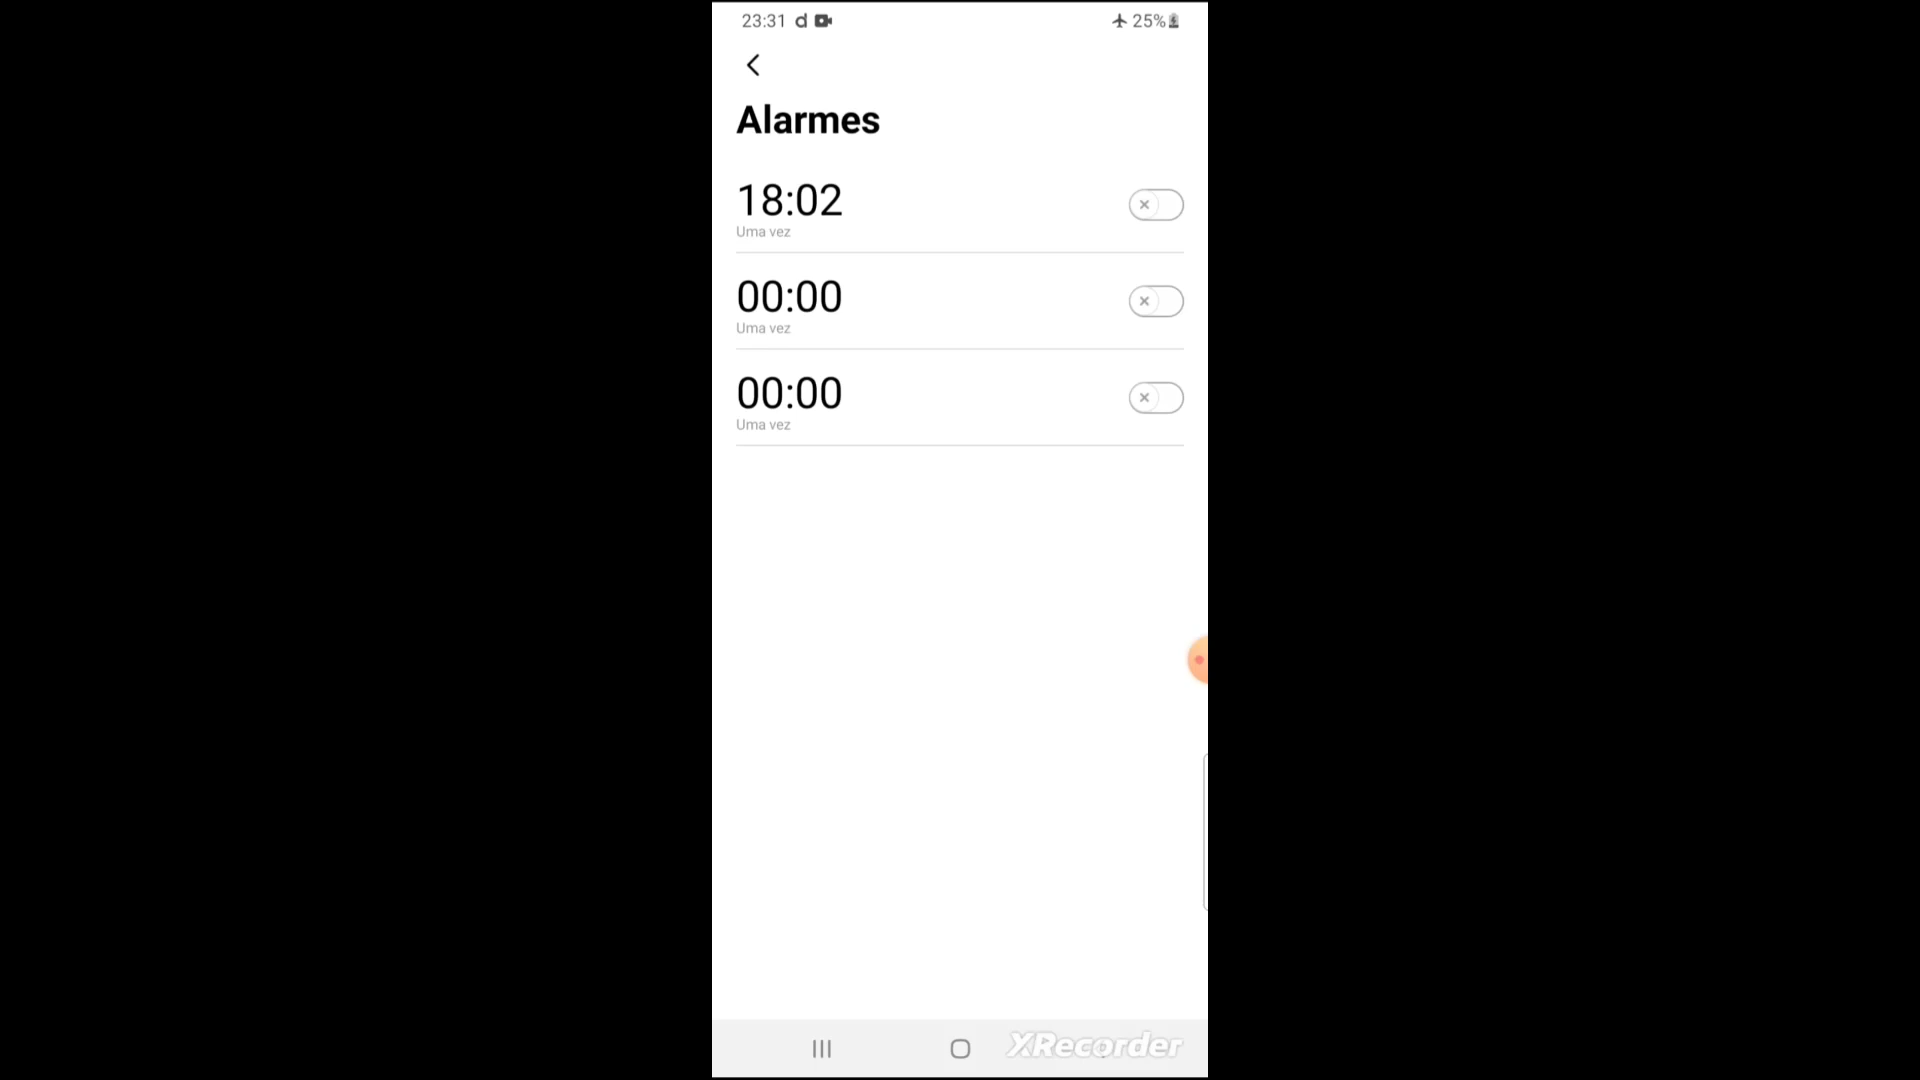 23:31 d 25%
Alarmes
18:02
Uma vez
00:00
Uma vez
00:00
Uma vez
XRecorder